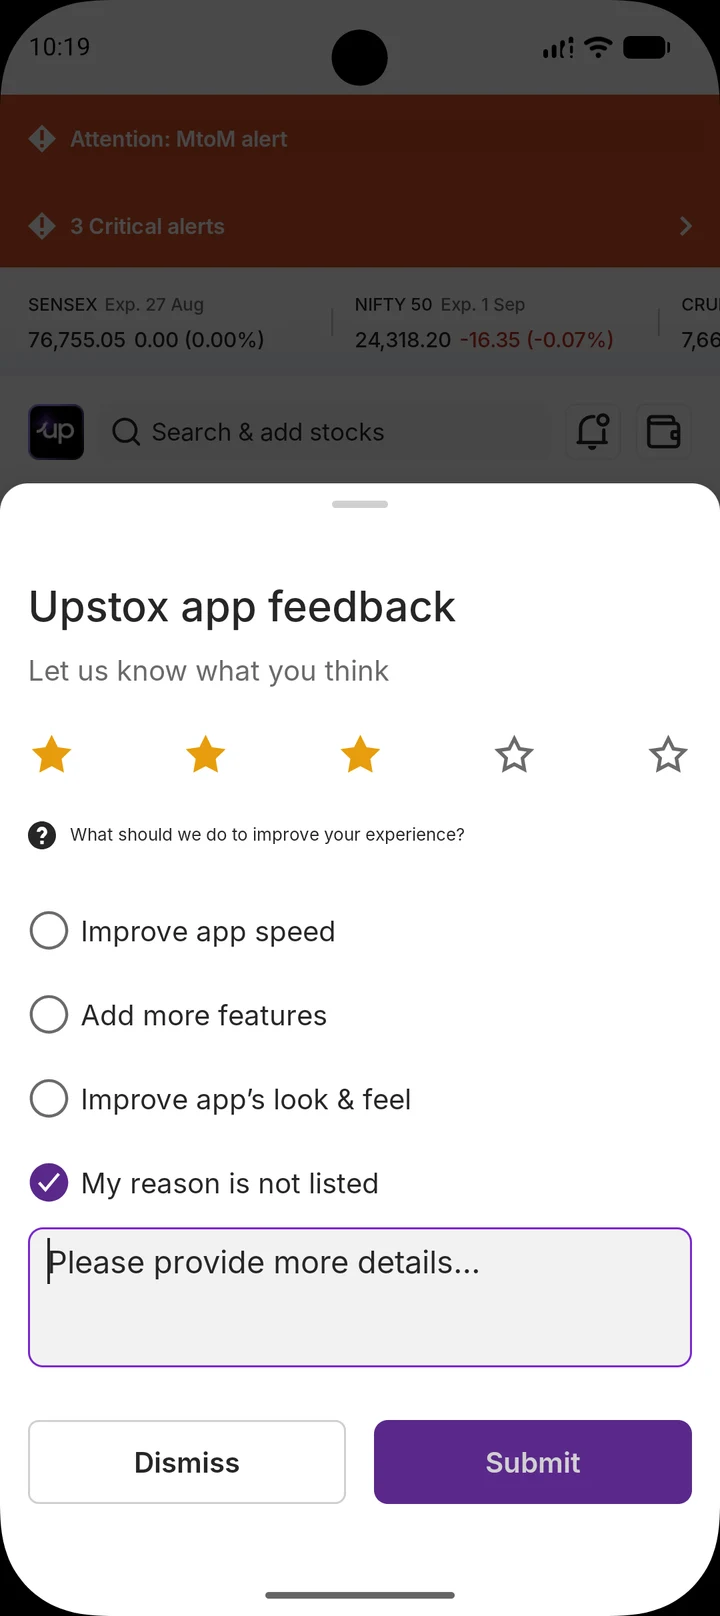 10:19
Attention: MtoM alert
3 Critical alerts
SENSEX Exp. 27 Aug NIFTY 50 Exp. 1 Sep CRU
76,755.05 0.00 (0.00%) 24,318.20 -16.35 (-0.07%) 7,66
up Search & add stocks
Upstox app feedback
Let us know what you think
What should we do to improve your experience?
Improve app speed
Add more features
Improve app’s look & feel
My reason is not listed
Please provide more details...
Dismiss Submit